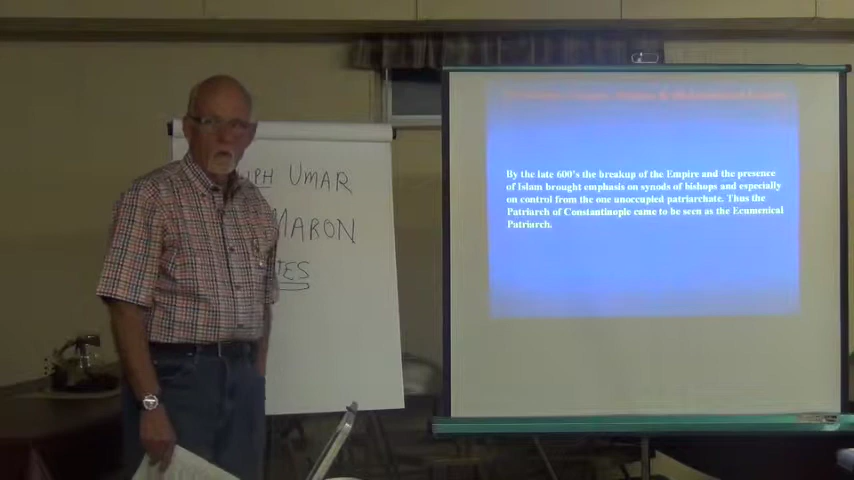 UMAR
MARON
By the late 600's the breakup of the Empire and the presence
of Islam brought emphasis on synods of bishops and especially
on control from the one unoccupied patriarchate. Thus the
Patriarch of Constantinople came to be seen as the Ecumenical
Patriarch.